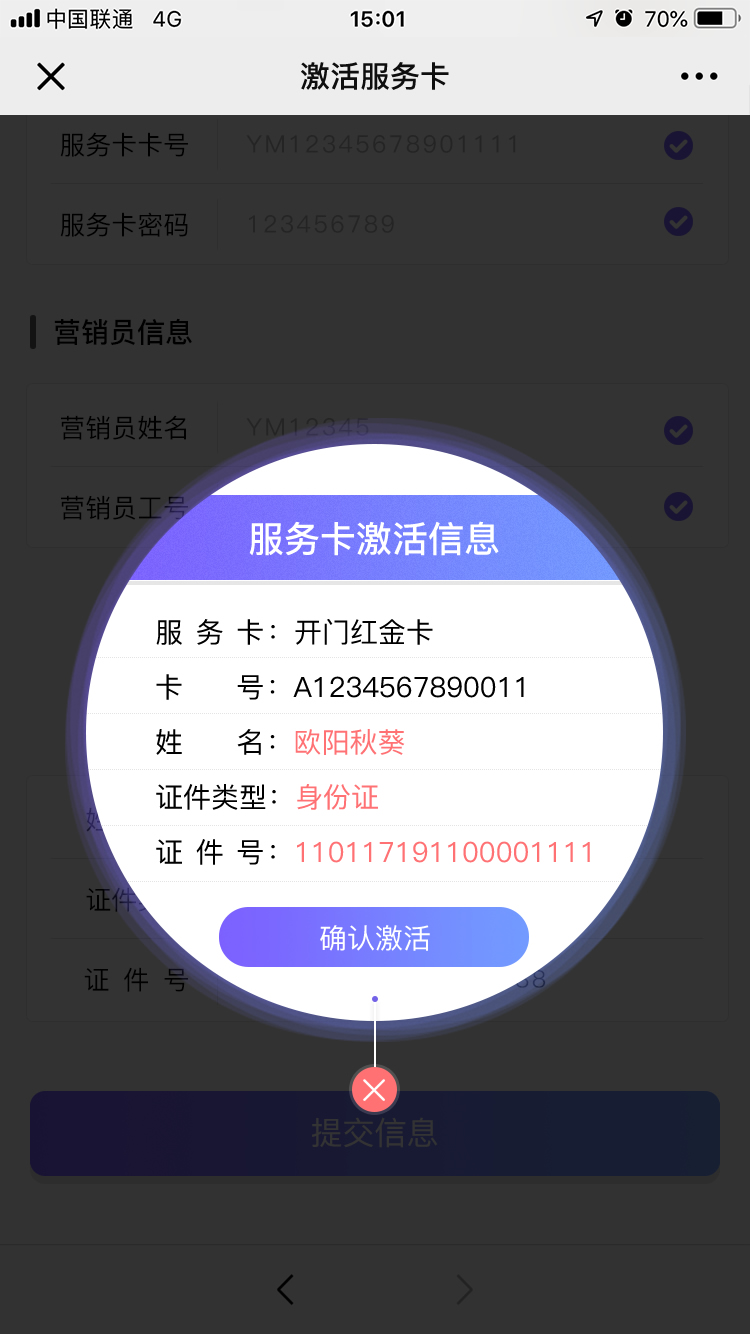 中国联通 4G 15:01 70%
激活服务卡
服务卡卡号 YM12345678901111
服务卡密码 123456789
营销员信息
营销员姓名 YM12345
营销员工号
服务卡激活信息
服务卡：开门红金卡
卡号：A1234567890011
姓名：欧阳秋葵
证件类型：身份证
证件号：110117191100001111
确认激活
证件
证件号
提交信息